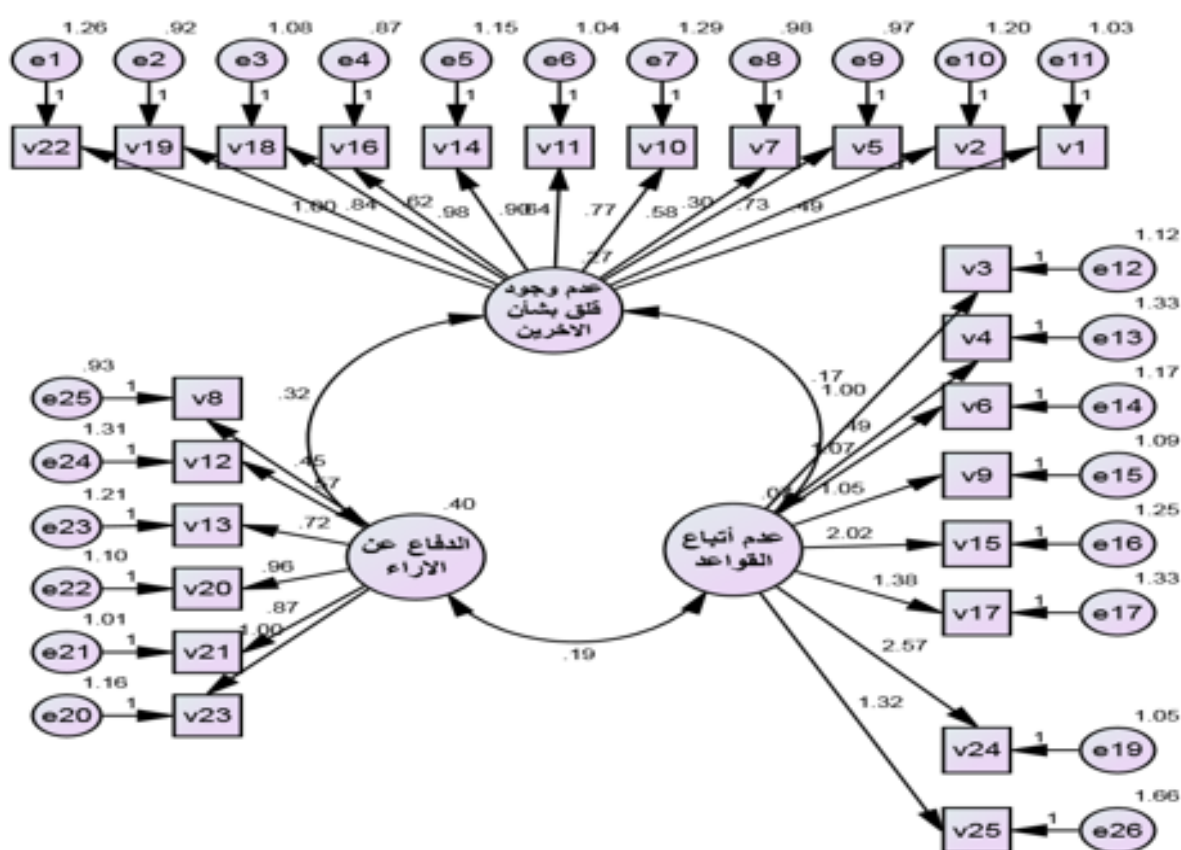 1.26 .92 1.08 .87 1.15 1.04 1.29 .98 .97 1.20 1.03
e1 e2 e3 e4 e5 e6 e7 e8 e9 e10 e11
1 1 1 1 1 1 1 1 1 1 1
v22 v19 v18 v16 v14 v11 v10 v7 v5 v2 v1
1.00 .84 .62 .98 .90 .77 .58 .30 .73 .49
.27
عدم وجود
قلق بشأن
الاخرين
1.12
v3 1 e12
1.33
v4 1 e13
1.17
v6 1 e14
1.09
v9 1 e15
1.25
v15 1 e16
1.33
v17 1 e17
1.05
v24 1 e19
1.66
v25 1 e26
.17
1.00
.49
1.07
1.05
2.02
1.38
2.57
1.32
عدم أتباع
القواعد
.32
.93
e25 1 v8
1.31
e24 1 v12
1.21
e23 1 v13
1.10
e22 1 v20
1.01
e21 1 v21
1.16
e20 1 v23
.45
.72
.96
.87
1.00
.40
الدفاع عن
الاراء
.19